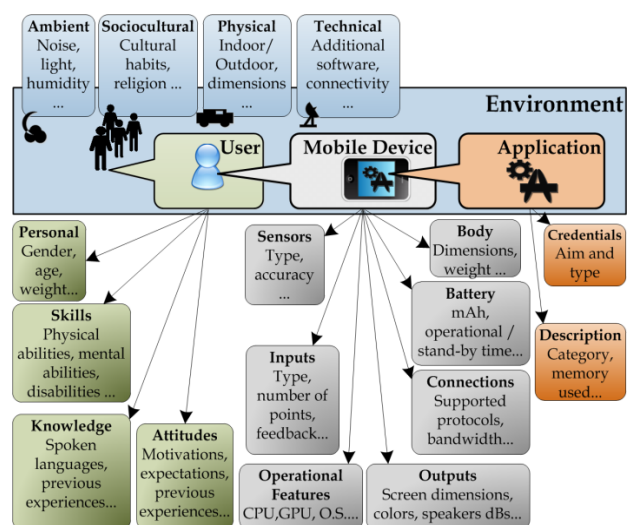 Ambient
Noise,
light,
humidity
...
Sociocultural
Cultural
habits,
religion ...
Physical
Indoor/
Outdoor,
dimensions
...
Technical
Additional
software,
connectivity
...
Environment
User
Mobile Device
Application
Personal
Gender,
age,
weight...
Skills
Physical
abilities, mental
abilities,
disabilities ...
Knowledge
Spoken
languages,
previous
experiences...
Attitudes
Motivations,
expectations,
previous
experiences...
Sensors
Type,
accuracy
...
Inputs
Type,
number of
points,
feedback...
Operational
Features
CPU,GPU, O.S....
Body
Dimensions,
weight ...
Battery
mAh,
operational /
stand-by time...
Connections
Supported
protocols,
bandwidth...
Outputs
Screen dimensions,
colors, speakers dBs...
Credentials
Aim and
type
Description
Category,
memory
used...